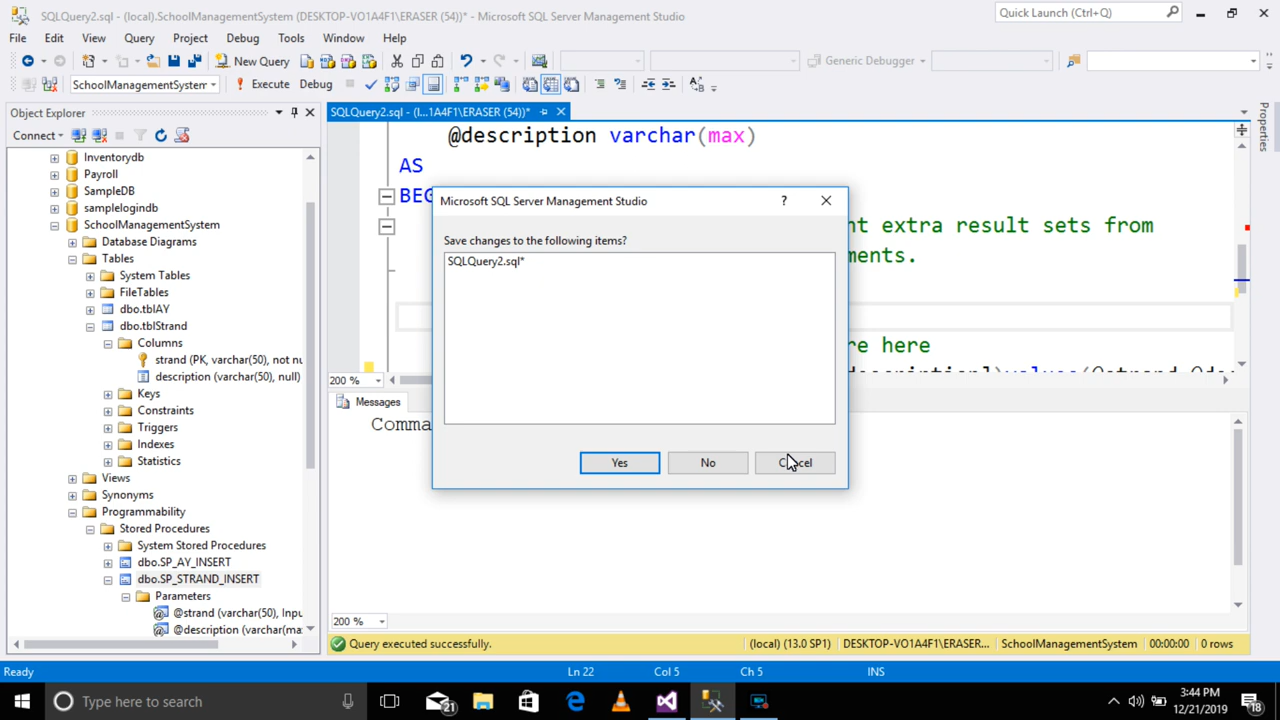 SQLQuery2.sql - (local).SchoolManagementSystem (DESKTOP-VO1A4F1\ERASER (54))* - Microsoft SQL Server Management Studio
Quick Launch (Ctrl+Q)
File Edit View Query Project Debug Tools Window Help
New Query
Generic Debugger
SchoolManagementSystem
Execute Debug
Object Explorer
SQLQuery2.sql - (l...1A4F1\ERASER (54))*
Properties
Connect
Inventorydb
Payroll
SampleDB
samplelogindb
SchoolManagementSystem
Database Diagrams
Tables
System Tables
FileTables
dbo.tblAY
dbo.tblStrand
Columns
strand (PK, varchar(50), not nu
description (varchar(50), null)
Keys
Constraints
Triggers
Indexes
Statistics
Views
Synonyms
Programmability
Stored Procedures
System Stored Procedures
dbo.SP_AY_INSERT
dbo.SP_STRAND_INSERT
Parameters
@strand (varchar(50), Inpu
@description (varchar(ma
@description varchar(max)
AS
BEG
nt extra result sets from
ments.
re here
200 %
Messages
Comma
200 %
Microsoft SQL Server Management Studio
?
Save changes to the following items?
SQLQuery2.sql*
Yes
No
Cancel
Query executed successfully.
(local) (13.0 SP1)
DESKTOP-VO1A4F1\ERASER...
SchoolManagementSystem
00:00:00
0 rows
Ready
Ln 22
Col 5
Ch 5
INS
Type here to search
21
3:44 PM
12/21/2019
18